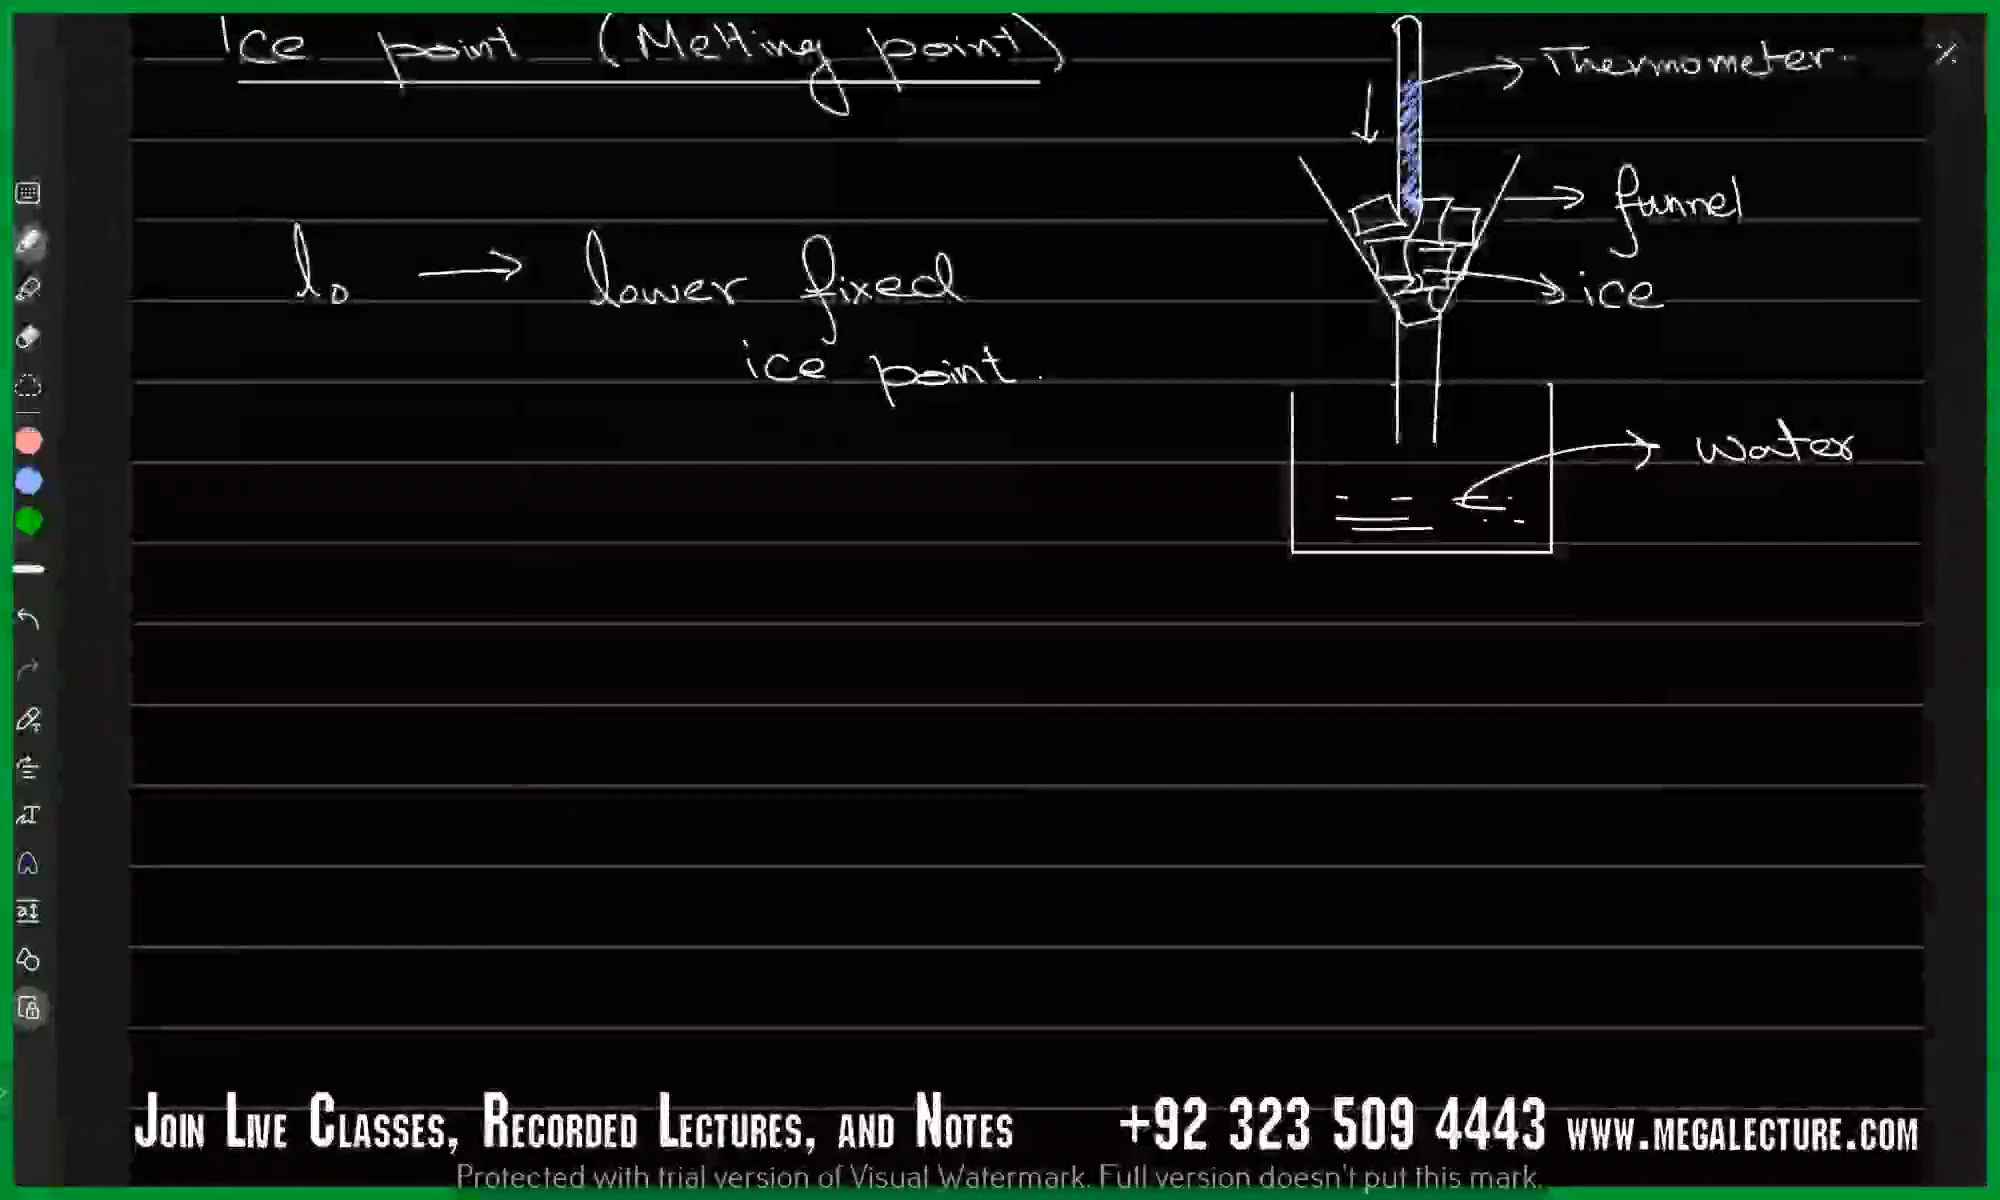 Ice point (Melting point)
Thermometer
funnel
l₀ → lower fixed
ice point.
ice
water
JOIN LIVE CLASSES, RECORDED LECTURES, AND NOTES +92 323 509 4443 WWW.MEGALECTURE.COM
Protected with trial version of Visual Watermark. Full version doesn't put this mark.